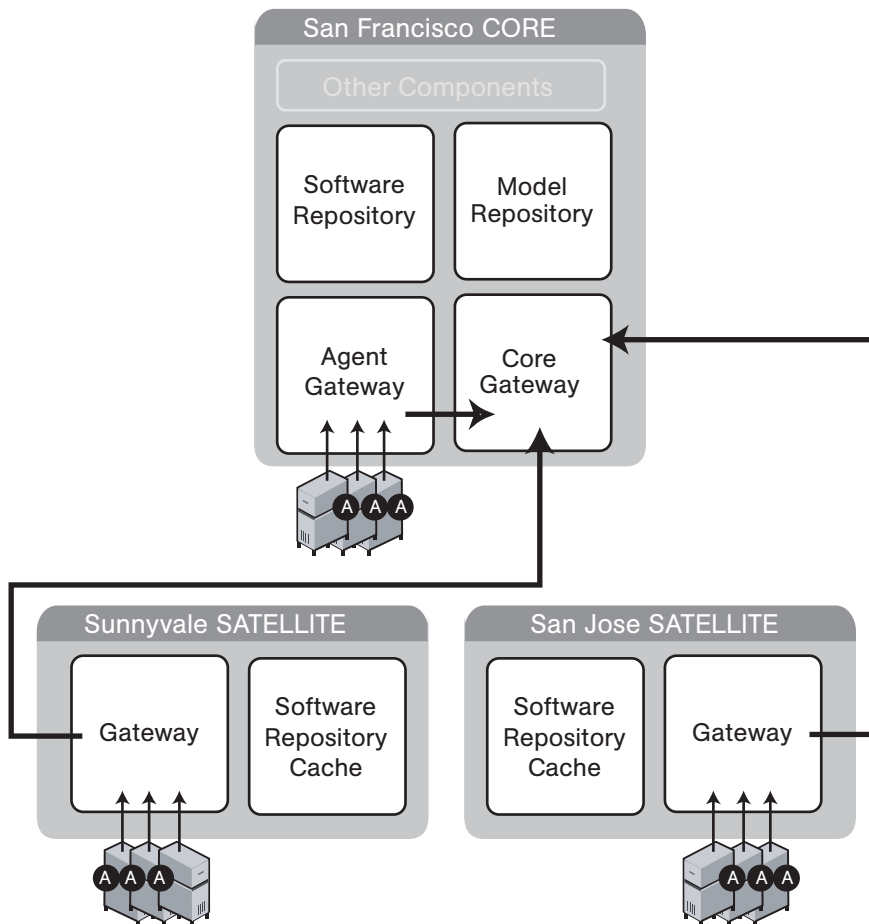 San Francisco CORE
Other Components
Software
Repository
Model
Repository
Agent
Gateway
Core
Gateway
A A A
Sunnyvale SATELLITE
Gateway
Software
Repository
Cache
A A A
San Jose SATELLITE
Software
Repository
Cache
Gateway
A A A